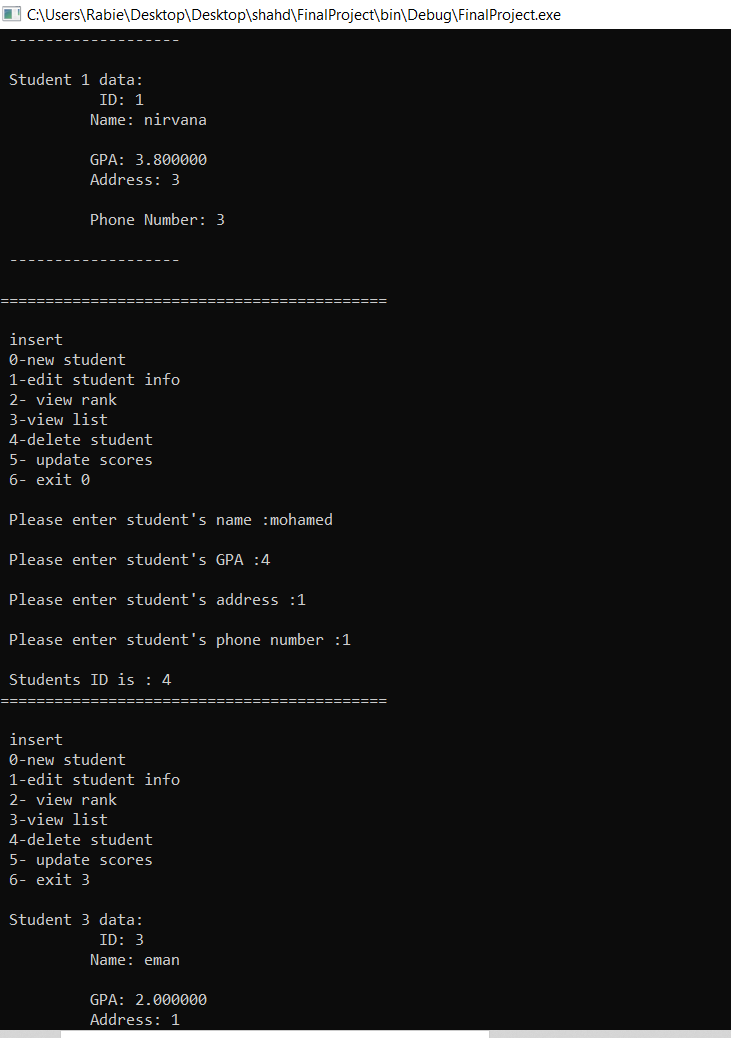 C:\Users\Rabie\Desktop\Desktop\shahd\FinalProject\bin\Debug\FinalProject.exe
-------------------
Student 1 data:
ID: 1
Name: nirvana
GPA: 3.800000
Address: 3
Phone Number: 3
-------------------
===========================================
insert
0-new student
1-edit student info
2- view rank
3-view list
4-delete student
5- update scores
6- exit 0
Please enter student's name :mohamed
Please enter student's GPA :4
Please enter student's address :1
Please enter student's phone number :1
Students ID is : 4
===========================================
insert
0-new student
1-edit student info
2- view rank
3-view list
4-delete student
5- update scores
6- exit 3
Student 3 data:
ID: 3
Name: eman
GPA: 2.000000
Address: 1